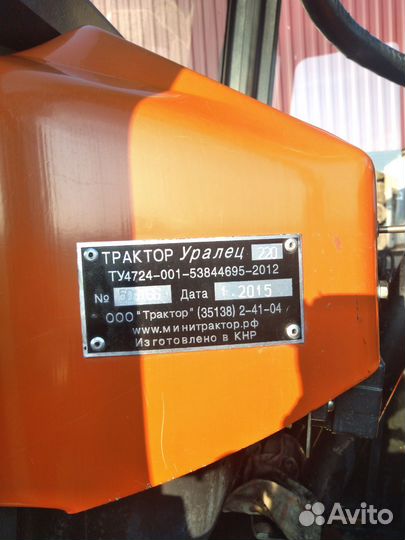 ТРАКТОР Уралец 220
ТУ4724-001-53844695-2012
№ Дата 1.2015
ООО "Трактор" (35138) 2-41-04
www.минитрактор.рф
Изготовлено в КНР
Avito